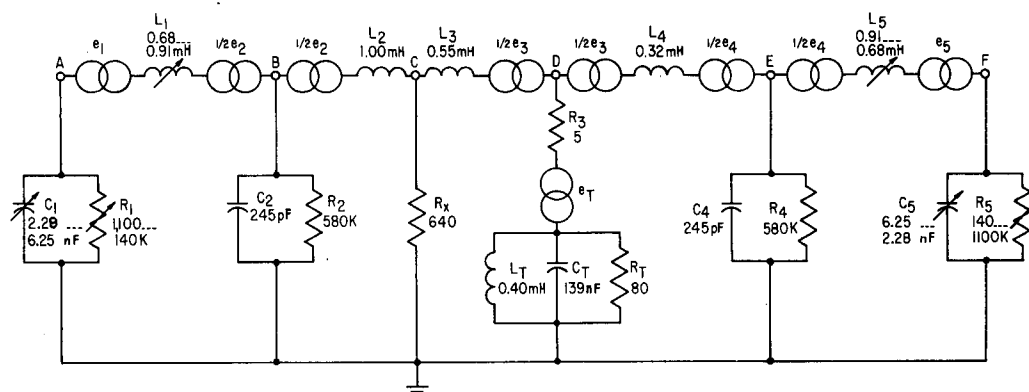 e1
L1
0.68---
0.91mH
1/2e2
1/2e2
L2
1.00mH
L3
0.55mH
1/2e3
1/2e3
L4
0.32mH
1/2e4
1/2e4
L5
0.91---
0.68mH
e5
A
B
C
D
E
F
R3
5
eT
C1
2.28
6.25 --- nF
R1
1,100---
140K
C2
245pF
R2
580K
RX
640
LT
0.40mH
CT
139nF
RT
80
C4
245pF
R4
580K
C5
6.25
2.28 --- nF
R5
140---
1100K